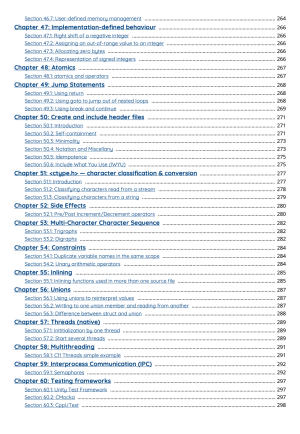 Section 46.7: User-defined memory management 264
Chapter 47: Implementation-defined behaviour 266
Section 47.1: Right shift of a negative integer 266
Section 47.2: Assigning an out-of-range value to an integer 266
Section 47.3: Allocating zero bytes 266
Section 47.4: Representation of signed integers 266
Chapter 48: Atomics 267
Section 48.1: atomics and operators 267
Chapter 49: Jump Statements 268
Section 49.1: Using return 268
Section 49.2: Using goto to jump out of nested loops 268
Section 49.3: Using break and continue 269
Chapter 50: Create and include header files 271
Section 50.1: Introduction 271
Section 50.2: Self-containment 271
Section 50.3: Minimality 273
Section 50.4: Notation and Miscellany 273
Section 50.5: Idempotence 275
Section 50.6: Include What You Use (IWYU) 275
Chapter 51: <ctype.h> — character classification & conversion 277
Section 51.1: Introduction 277
Section 51.2: Classifying characters read from a stream 278
Section 51.3: Classifying characters from a string 279
Chapter 52: Side Effects 280
Section 52.1: Pre/Post Increment/Decrement operators 280
Chapter 53: Multi-Character Character Sequence 282
Section 53.1: Trigraphs 282
Section 53.2: Digraphs 282
Chapter 54: Constraints 284
Section 54.1: Duplicate variable names in the same scope 284
Section 54.2: Unary arithmetic operators 284
Chapter 55: Inlining 285
Section 55.1: Inlining functions used in more than one source file 285
Chapter 56: Unions 287
Section 56.1: Using unions to reinterpret values 287
Section 56.2: Writing to one union member and reading from another 287
Section 56.3: Difference between struct and union 288
Chapter 57: Threads (native) 289
Section 57.1: Inititialization by one thread 289
Section 57.2: Start several threads 289
Chapter 58: Multithreading 291
Section 58.1: C11 Threads simple example 291
Chapter 59: Interprocess Communication (IPC) 292
Section 59.1: Semaphores 292
Chapter 60: Testing frameworks 297
Section 60.1: Unity Test Framework 297
Section 60.2: CMocka 297
Section 60.3: CppUTest 298